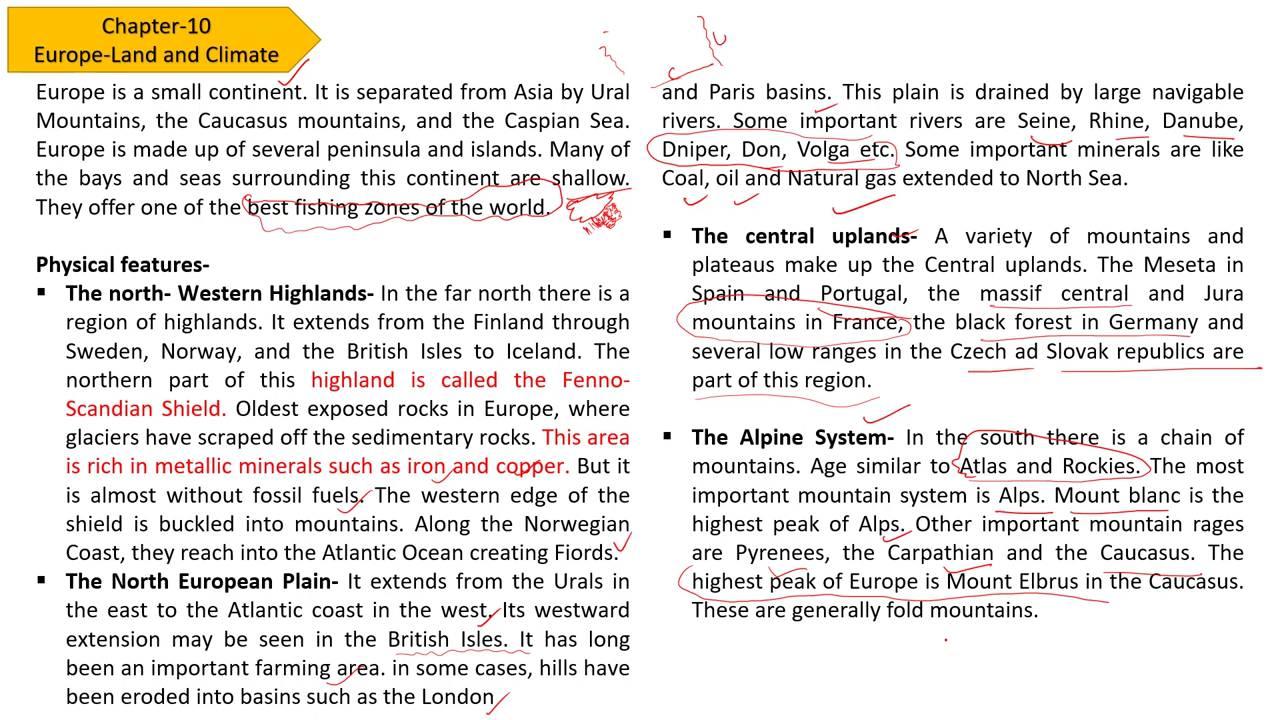 Chapter-10
Europe-Land and Climate
Europe is a small continent. It is separated from Asia by Ural
Mountains, the Caucasus mountains, and the Caspian Sea.
Europe is made up of several peninsula and islands. Many of
the bays and seas surrounding this continent are shallow.
They offer one of the best fishing zones of the world.
Physical features-
▪ The north- Western Highlands- In the far north there is a
region of highlands. It extends from the Finland through
Sweden, Norway, and the British Isles to Iceland. The
northern part of this highland is called the Fenno-
Scandian Shield. Oldest exposed rocks in Europe, where
glaciers have scraped off the sedimentary rocks. This area
is rich in metallic minerals such as iron and copper. But it
is almost without fossil fuels. The western edge of the
shield is buckled into mountains. Along the Norwegian
Coast, they reach into the Atlantic Ocean creating Fiords.
▪ The North European Plain- It extends from the Urals in
the east to the Atlantic coast in the west. Its westward
extension may be seen in the British Isles. It has long
been an important farming area. in some cases, hills have
been eroded into basins such as the London
and Paris basins. This plain is drained by large navigable
rivers. Some important rivers are Seine, Rhine, Danube,
Dniper, Don, Volga etc. Some important minerals are like
Coal, oil and Natural gas extended to North Sea.
▪ The central uplands- A variety of mountains and
plateaus make up the Central uplands. The Meseta in
Spain and Portugal, the massif central and Jura
mountains in France, the black forest in Germany and
several low ranges in the Czech ad Slovak republics are
part of this region.
▪ The Alpine System- In the south there is a chain of
mountains. Age similar to Atlas and Rockies. The most
important mountain system is Alps. Mount blanc is the
highest peak of Alps. Other important mountain rages
are Pyrenees, the Carpathian and the Caucasus. The
highest peak of Europe is Mount Elbrus in the Caucasus.
These are generally fold mountains.